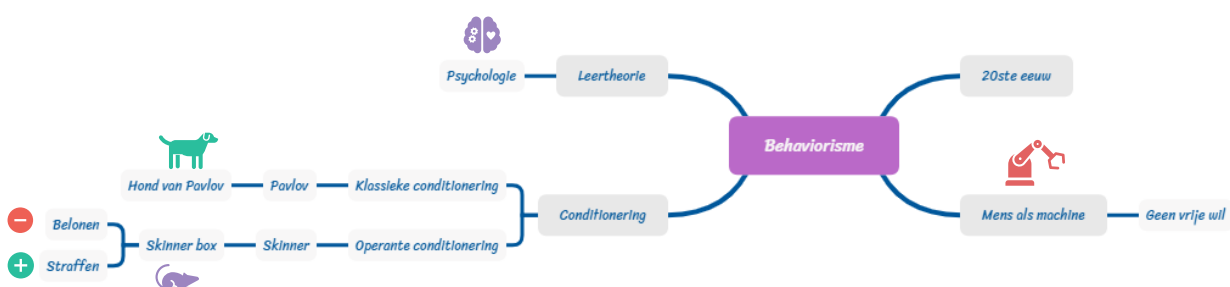 Psychologie
Leertheorie
20ste eeuw
Behaviorisme
Hond van Pavlov
Pavlov
Klassieke conditionering
Conditionering
Mens als machine
Geen vrije wil
Belonen
Straffen
Skinner box
Skinner
Operante conditionering